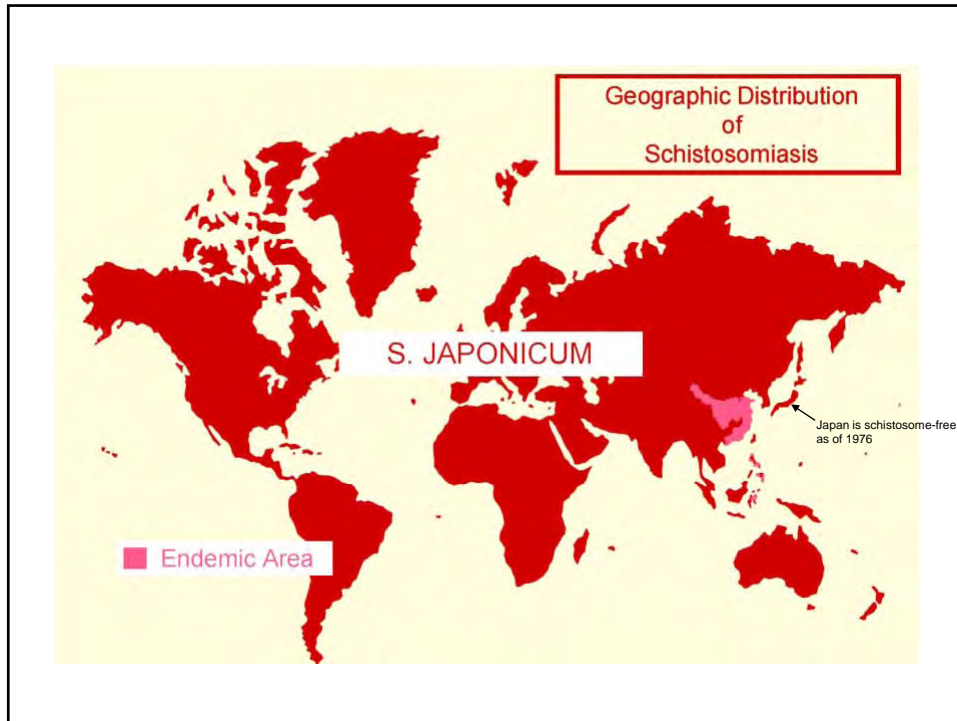 Geographic Distribution
of
Schistosomiasis
S. JAPONICUM
Japan is schistosome-free
as of 1976
Endemic Area